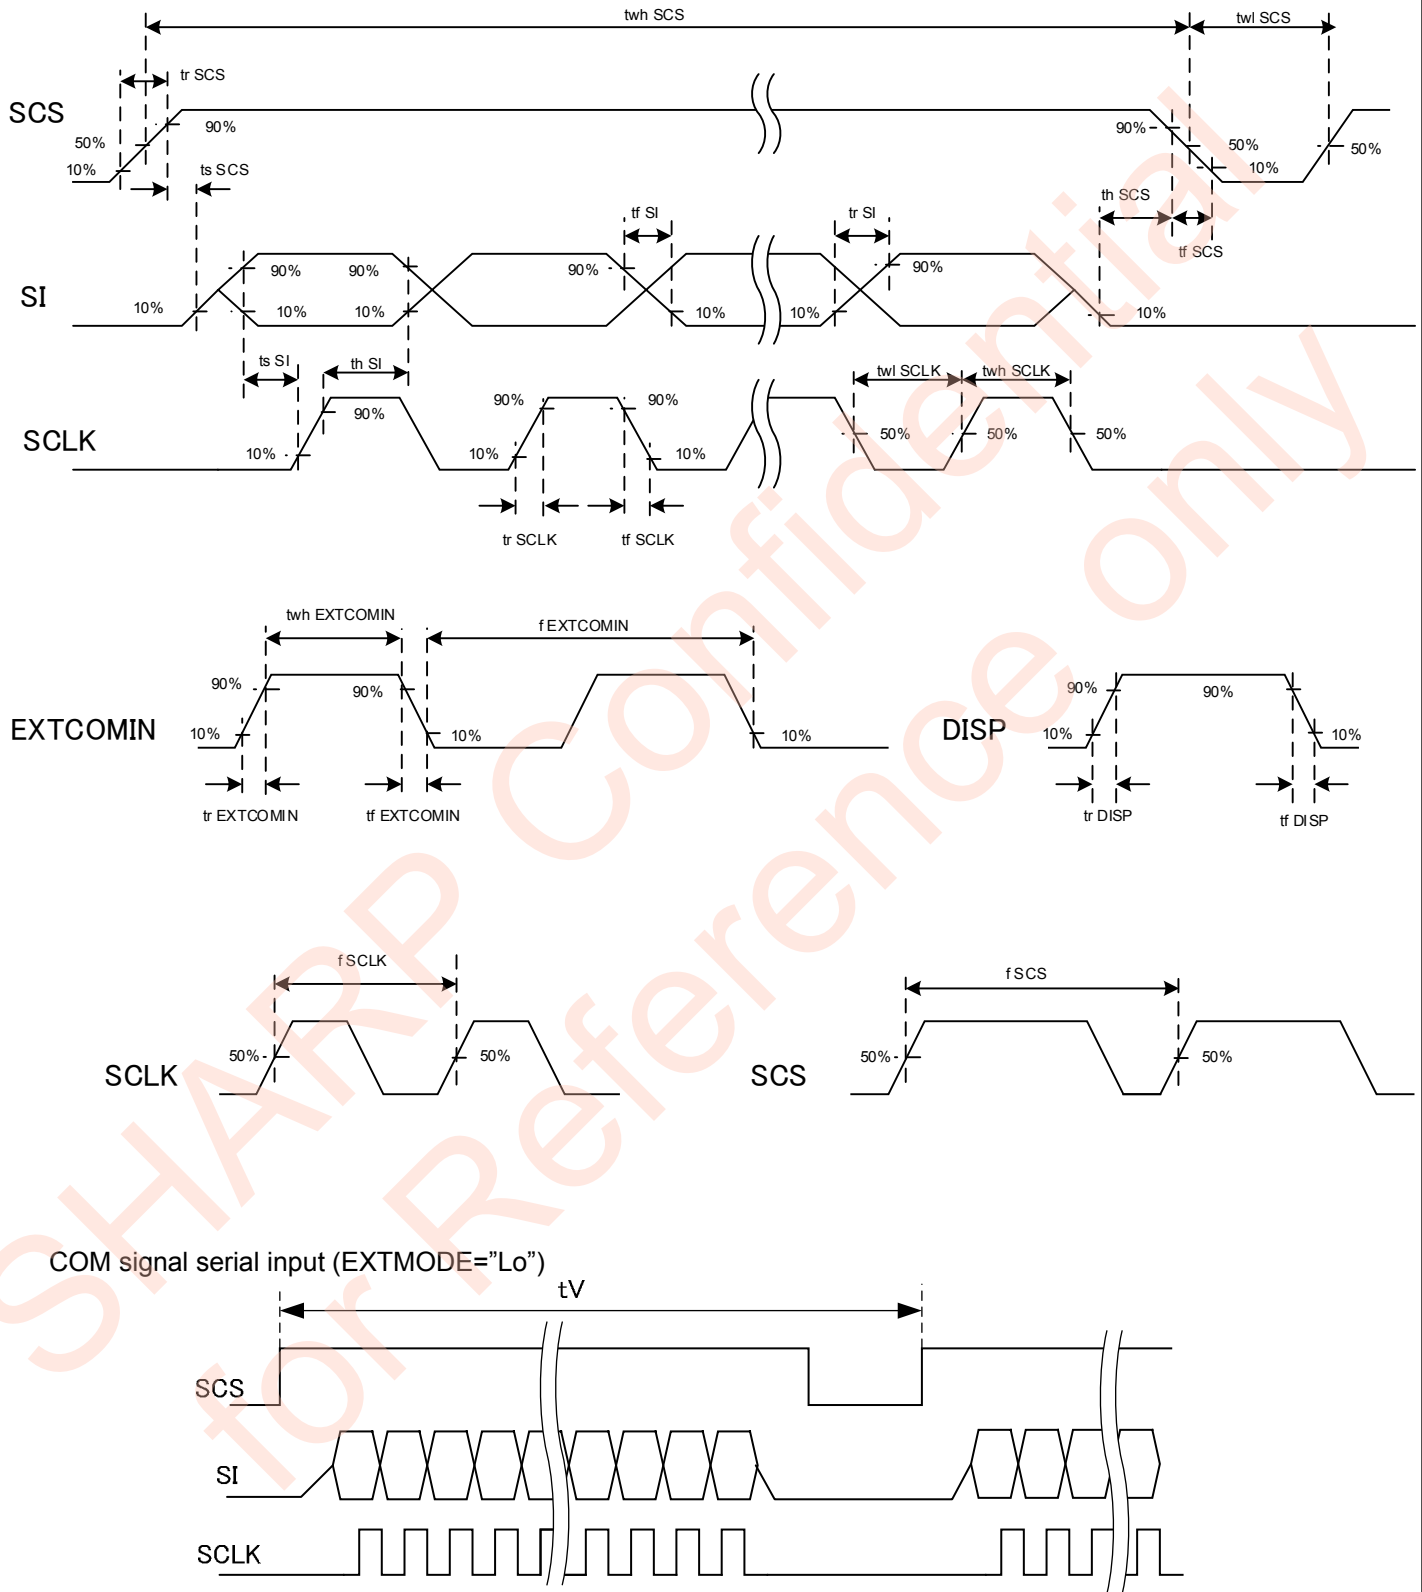 twh SCS
twl SCS
tr SCS
SCS
90%
90%
50%
50%
50%
10%
10%
ts SCS
th SCS
tf SCS
tf SI
tr SI
SI
90%
90%
90%
90%
10%
10%
10%
10%
10%
10%
ts SI
th SI
twl SCLK
twh SCLK
SCLK
90%
90%
90%
50%
50%
50%
10%
10%
10%
tr SCLK
tf SCLK
twh EXTCOMIN
f EXTCOMIN
EXTCOMIN
90%
90%
10%
10%
10%
tr EXTCOMIN
tf EXTCOMIN
DISP
90%
90%
10%
10%
tr DISP
tf DISP
f SCLK
SCLK
50%
50%
f SCS
SCS
50%
50%
COM signal serial input (EXTMODE=”Lo”)
tV
SCS
SI
SCLK
SHARP Confidential
for Reference only